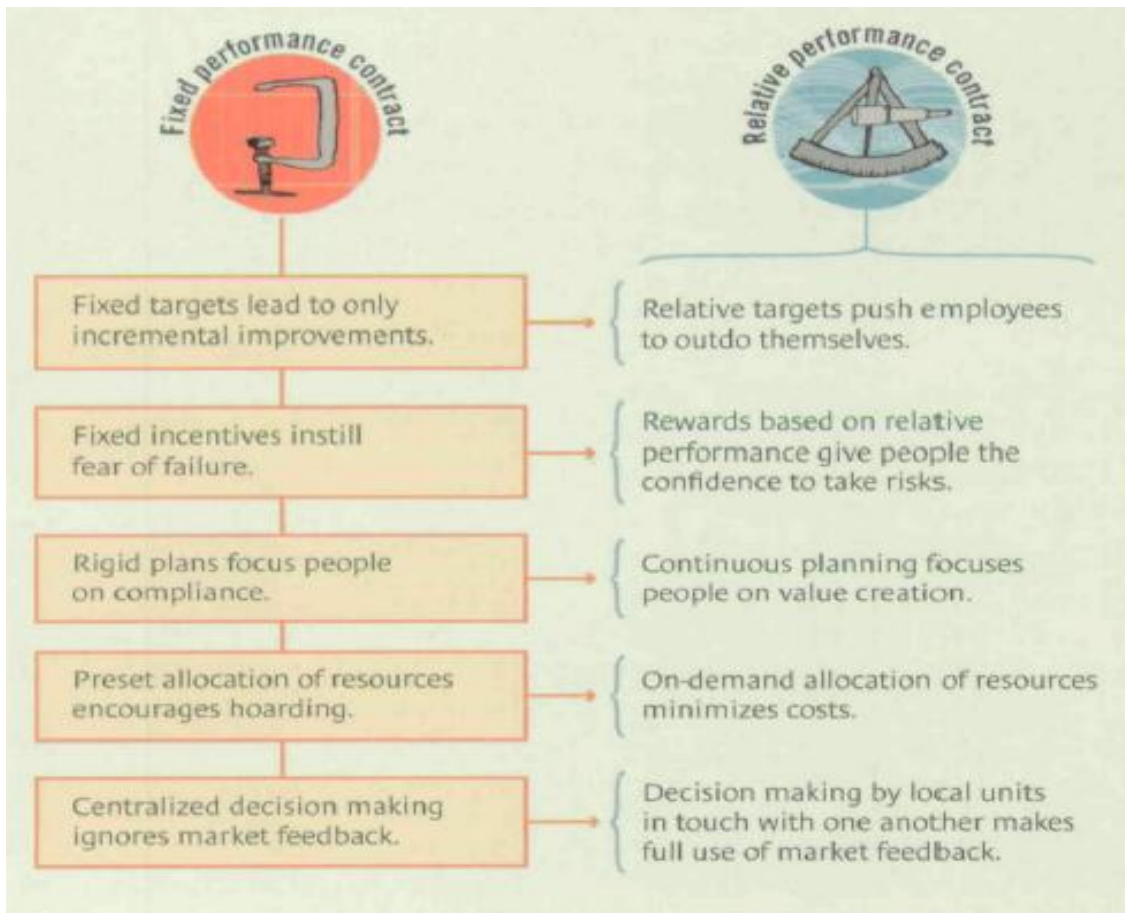 Fixed performance contract
Relative performance contract
Fixed targets lead to only
incremental improvements.
Relative targets push employees
to outdo themselves.
Fixed incentives instill
fear of failure.
Rewards based on relative
performance give people the
confidence to take risks.
Rigid plans focus people
on compliance.
Continuous planning focuses
people on value creation.
Preset allocation of resources
encourages hoarding.
On-demand allocation of resources
minimizes costs.
Centralized decision making
ignores market feedback.
Decision making by local units
in touch with one another makes
full use of market feedback.